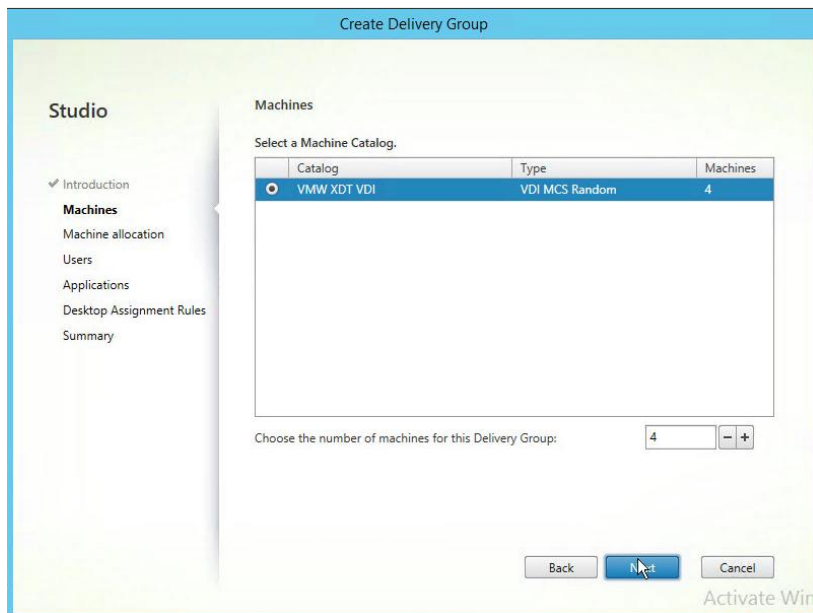 Create Delivery Group
Studio
Introduction
Machines
Machine allocation
Users
Applications
Desktop Assignment Rules
Summary
Machines
Select a Machine Catalog.
Catalog Type Machines
VMW XDT VDI VDI MCS Random 4
Choose the number of machines for this Delivery Group: 4 - +
Back Cancel
Activate